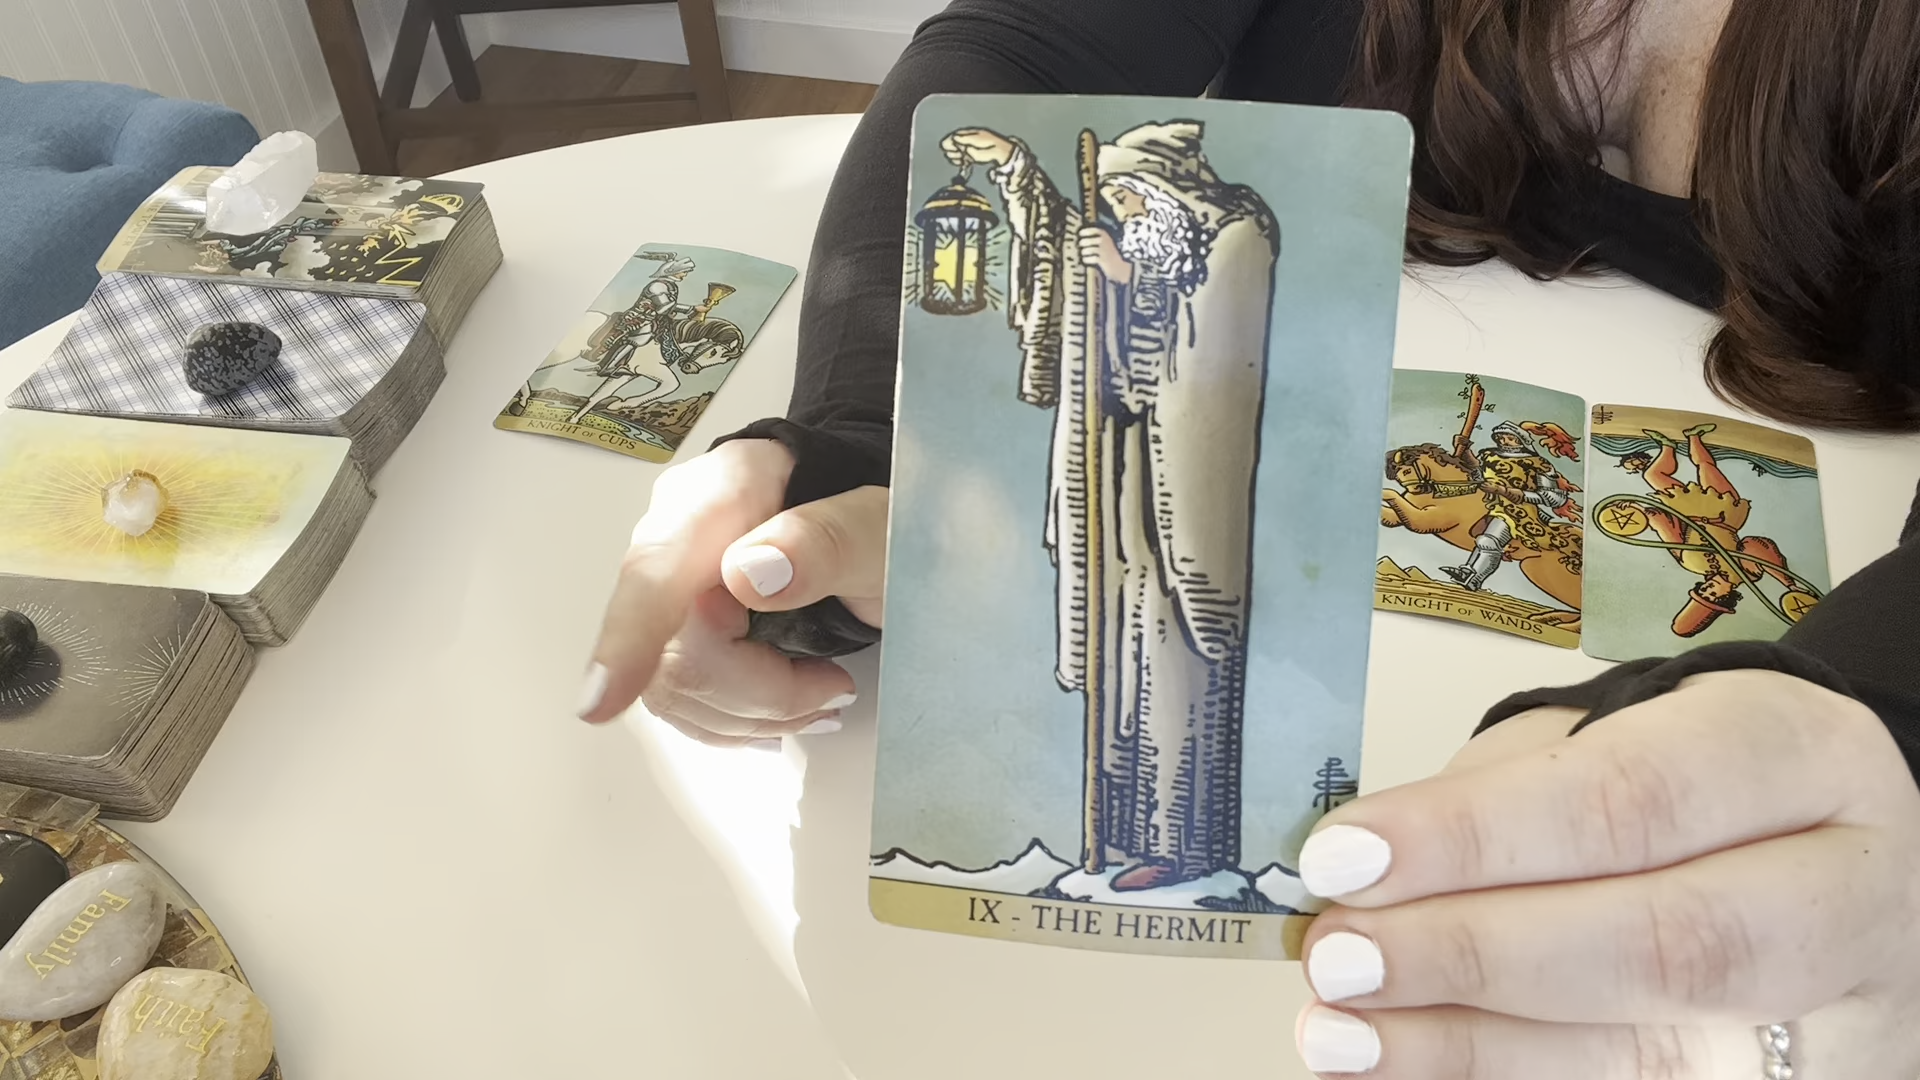 KNIGHT OF CUPS
KNIGHT OF WANDS
IX - THE HERMIT
Family
Faith